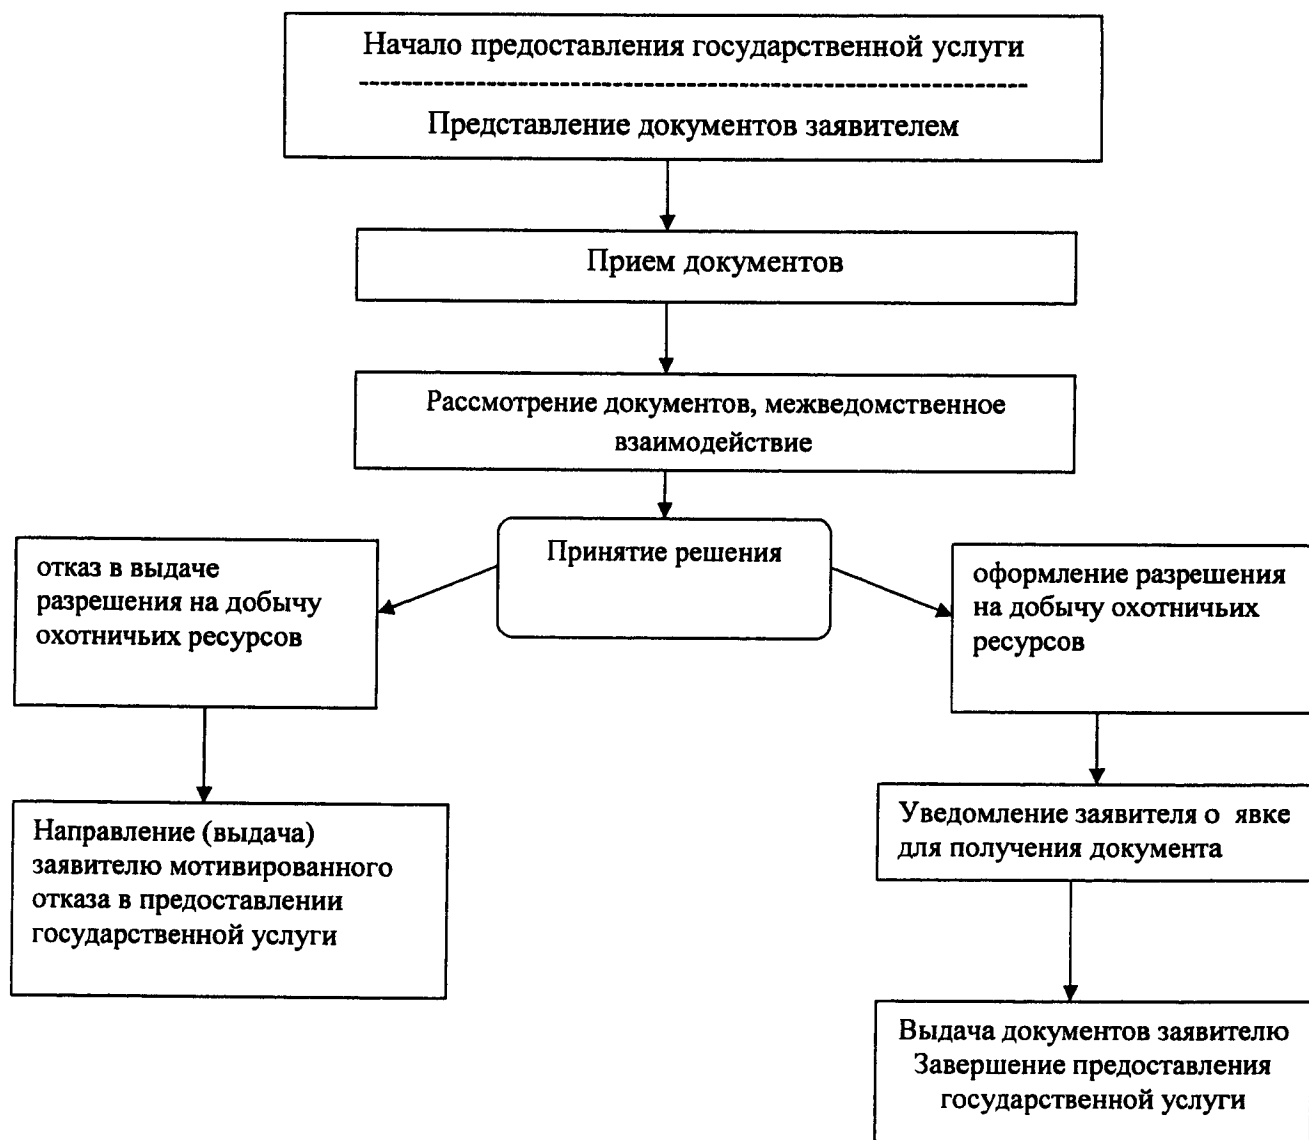 Начало предоставления государственной услуги
Представление документов заявителем
Прием документов
Рассмотрение документов, межведомственное
взаимодействие
Принятие решения
отказ в выдаче
разрешения на добычу
охотничьих ресурсов
оформление разрешения
на добычу охотничьих
ресурсов
Направление (выдача)
заявителю мотивированного
отказа в предоставлении
государственной услуги
Уведомление заявителя о явке
для получения документа
Выдача документов заявителю
Завершение предоставления
государственной услуги